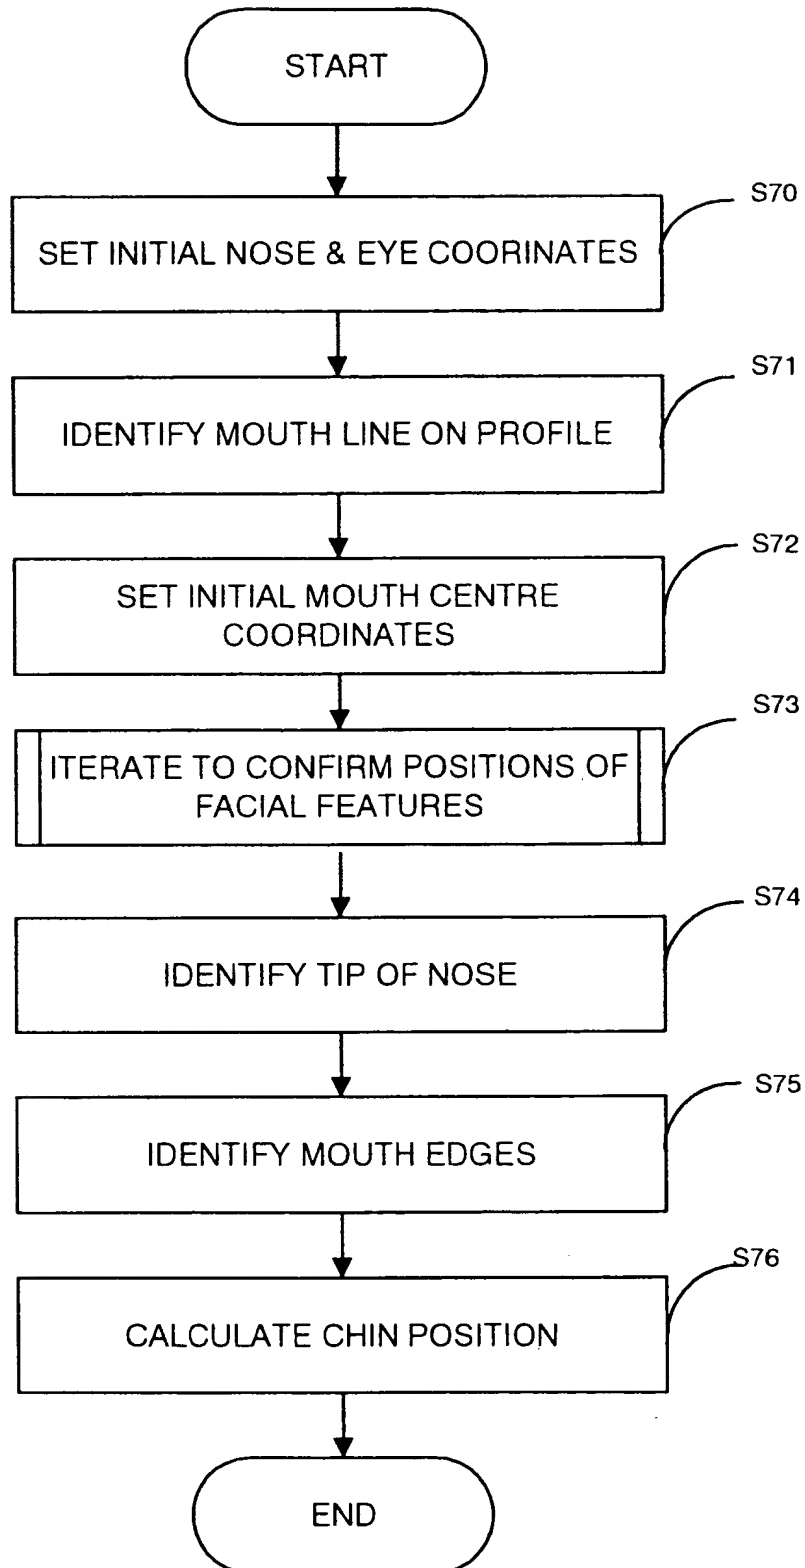 START
S70
SET INITIAL NOSE & EYE COORINATES
S71
IDENTIFY MOUTH LINE ON PROFILE
S72
SET INITIAL MOUTH CENTRE
COORDINATES
S73
ITERATE TO CONFIRM POSITIONS OF
FACIAL FEATURES
S74
IDENTIFY TIP OF NOSE
S75
IDENTIFY MOUTH EDGES
S76
CALCULATE CHIN POSITION
END